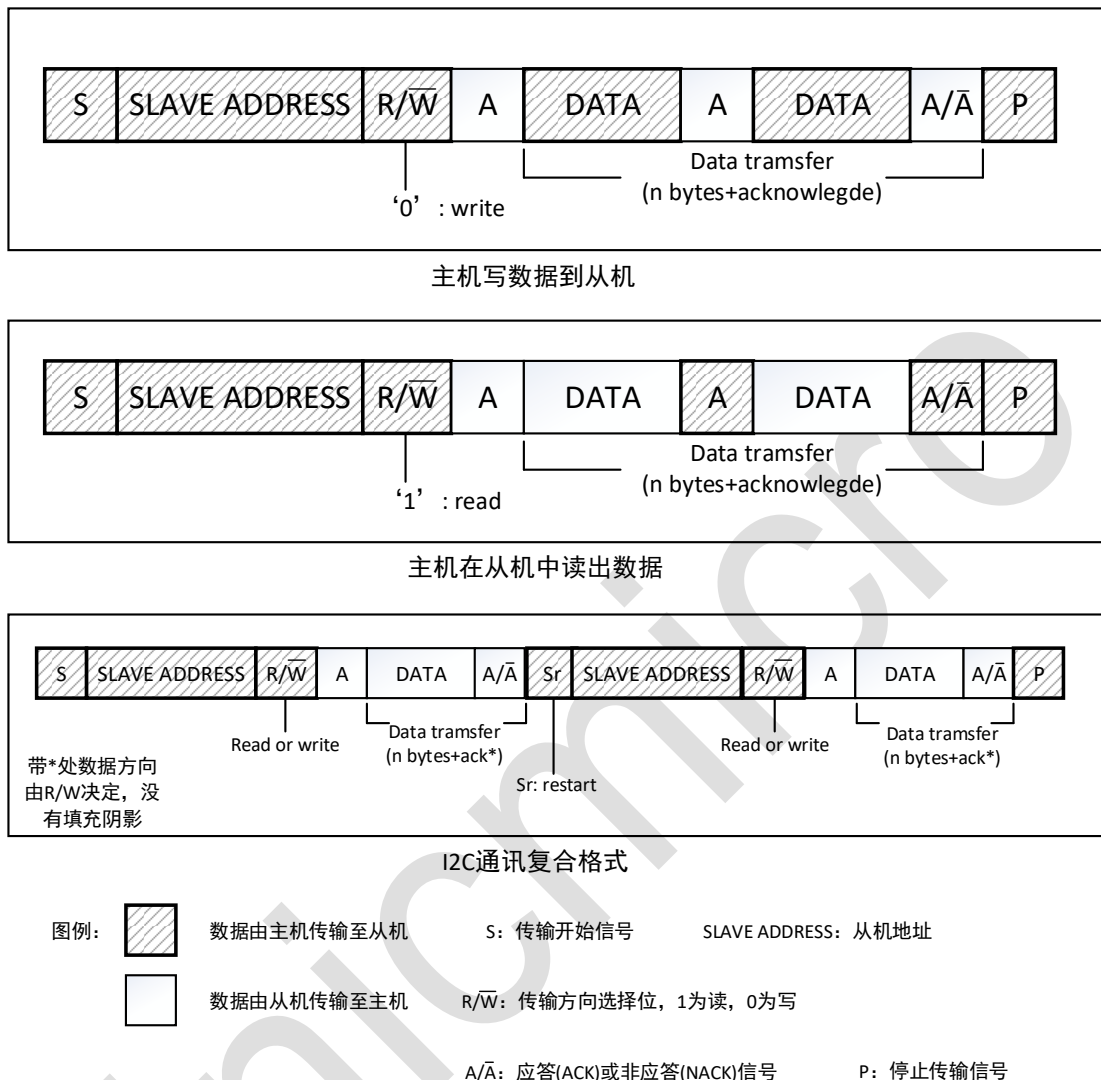 S SLAVE ADDRESS R/W̅ A DATA A DATA A/A̅ P
Data tramsfer
(n bytes+acknowlegde)
‘0’ : write
主机写数据到从机
S SLAVE ADDRESS R/W̅ A DATA A DATA A/A̅ P
Data tramsfer
(n bytes+acknowlegde)
‘1’ : read
主机在从机中读出数据
S SLAVE ADDRESS R/W̅ A DATA A/A̅ Sr SLAVE ADDRESS R/W̅ A DATA A/A̅ P
Read or write
Data tramsfer
(n bytes+ack*)
Sr: restart
Read or write
Data tramsfer
(n bytes+ack*)
带*处数据方向
由R/W决定，没
有填充阴影
I2C通讯复合格式
图例： 数据由主机传输至从机 S：传输开始信号 SLAVE ADDRESS：从机地址
数据由从机传输至主机 R/W̅：传输方向选择位，1为读，0为写
A/A̅：应答(ACK)或非应答(NACK)信号 P：停止传输信号